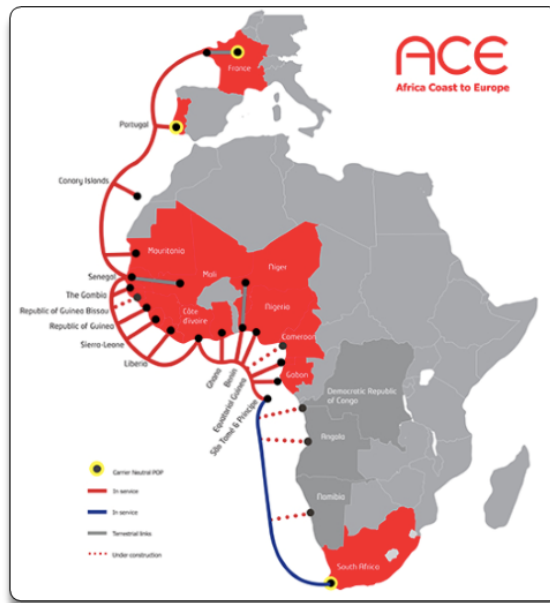 ACE
Africa Coast to Europe
France
Portugal
Canary Islands
Mauritania
Senegal
Mali
Niger
The Gambia
Republic of Guinea Bissau
Republic of Guinea
Côte
d'ivoire
Nigeria
Sierra-Leone
Liberia
Ghana
Benin
Cameroon
Equatorial Guinea
Gabon
São Tomé & Principe
Democratic Republic
of Congo
Angola
Namibia
South Africa
Carrier Neutral POP
In service
In service
Terrestrial links
Under construction